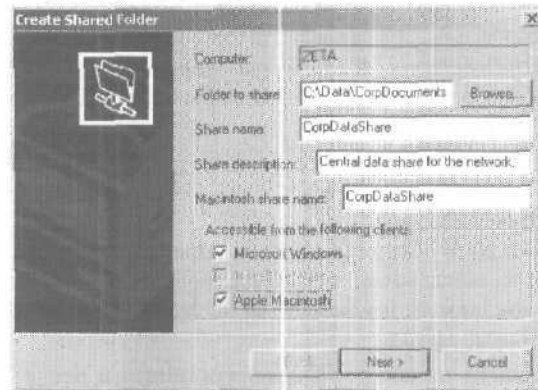 Create Shared Folder
Computer: ZETA
Folder to share: C:\Data\CorpDocuments Browse...
Share name: CorpDataShare
Share description: Central data share for the network.
Macintosh share name: CorpDataShare
Accessible from the following clients:
Microsoft Windows
Apple Macintosh
Next > Cancel